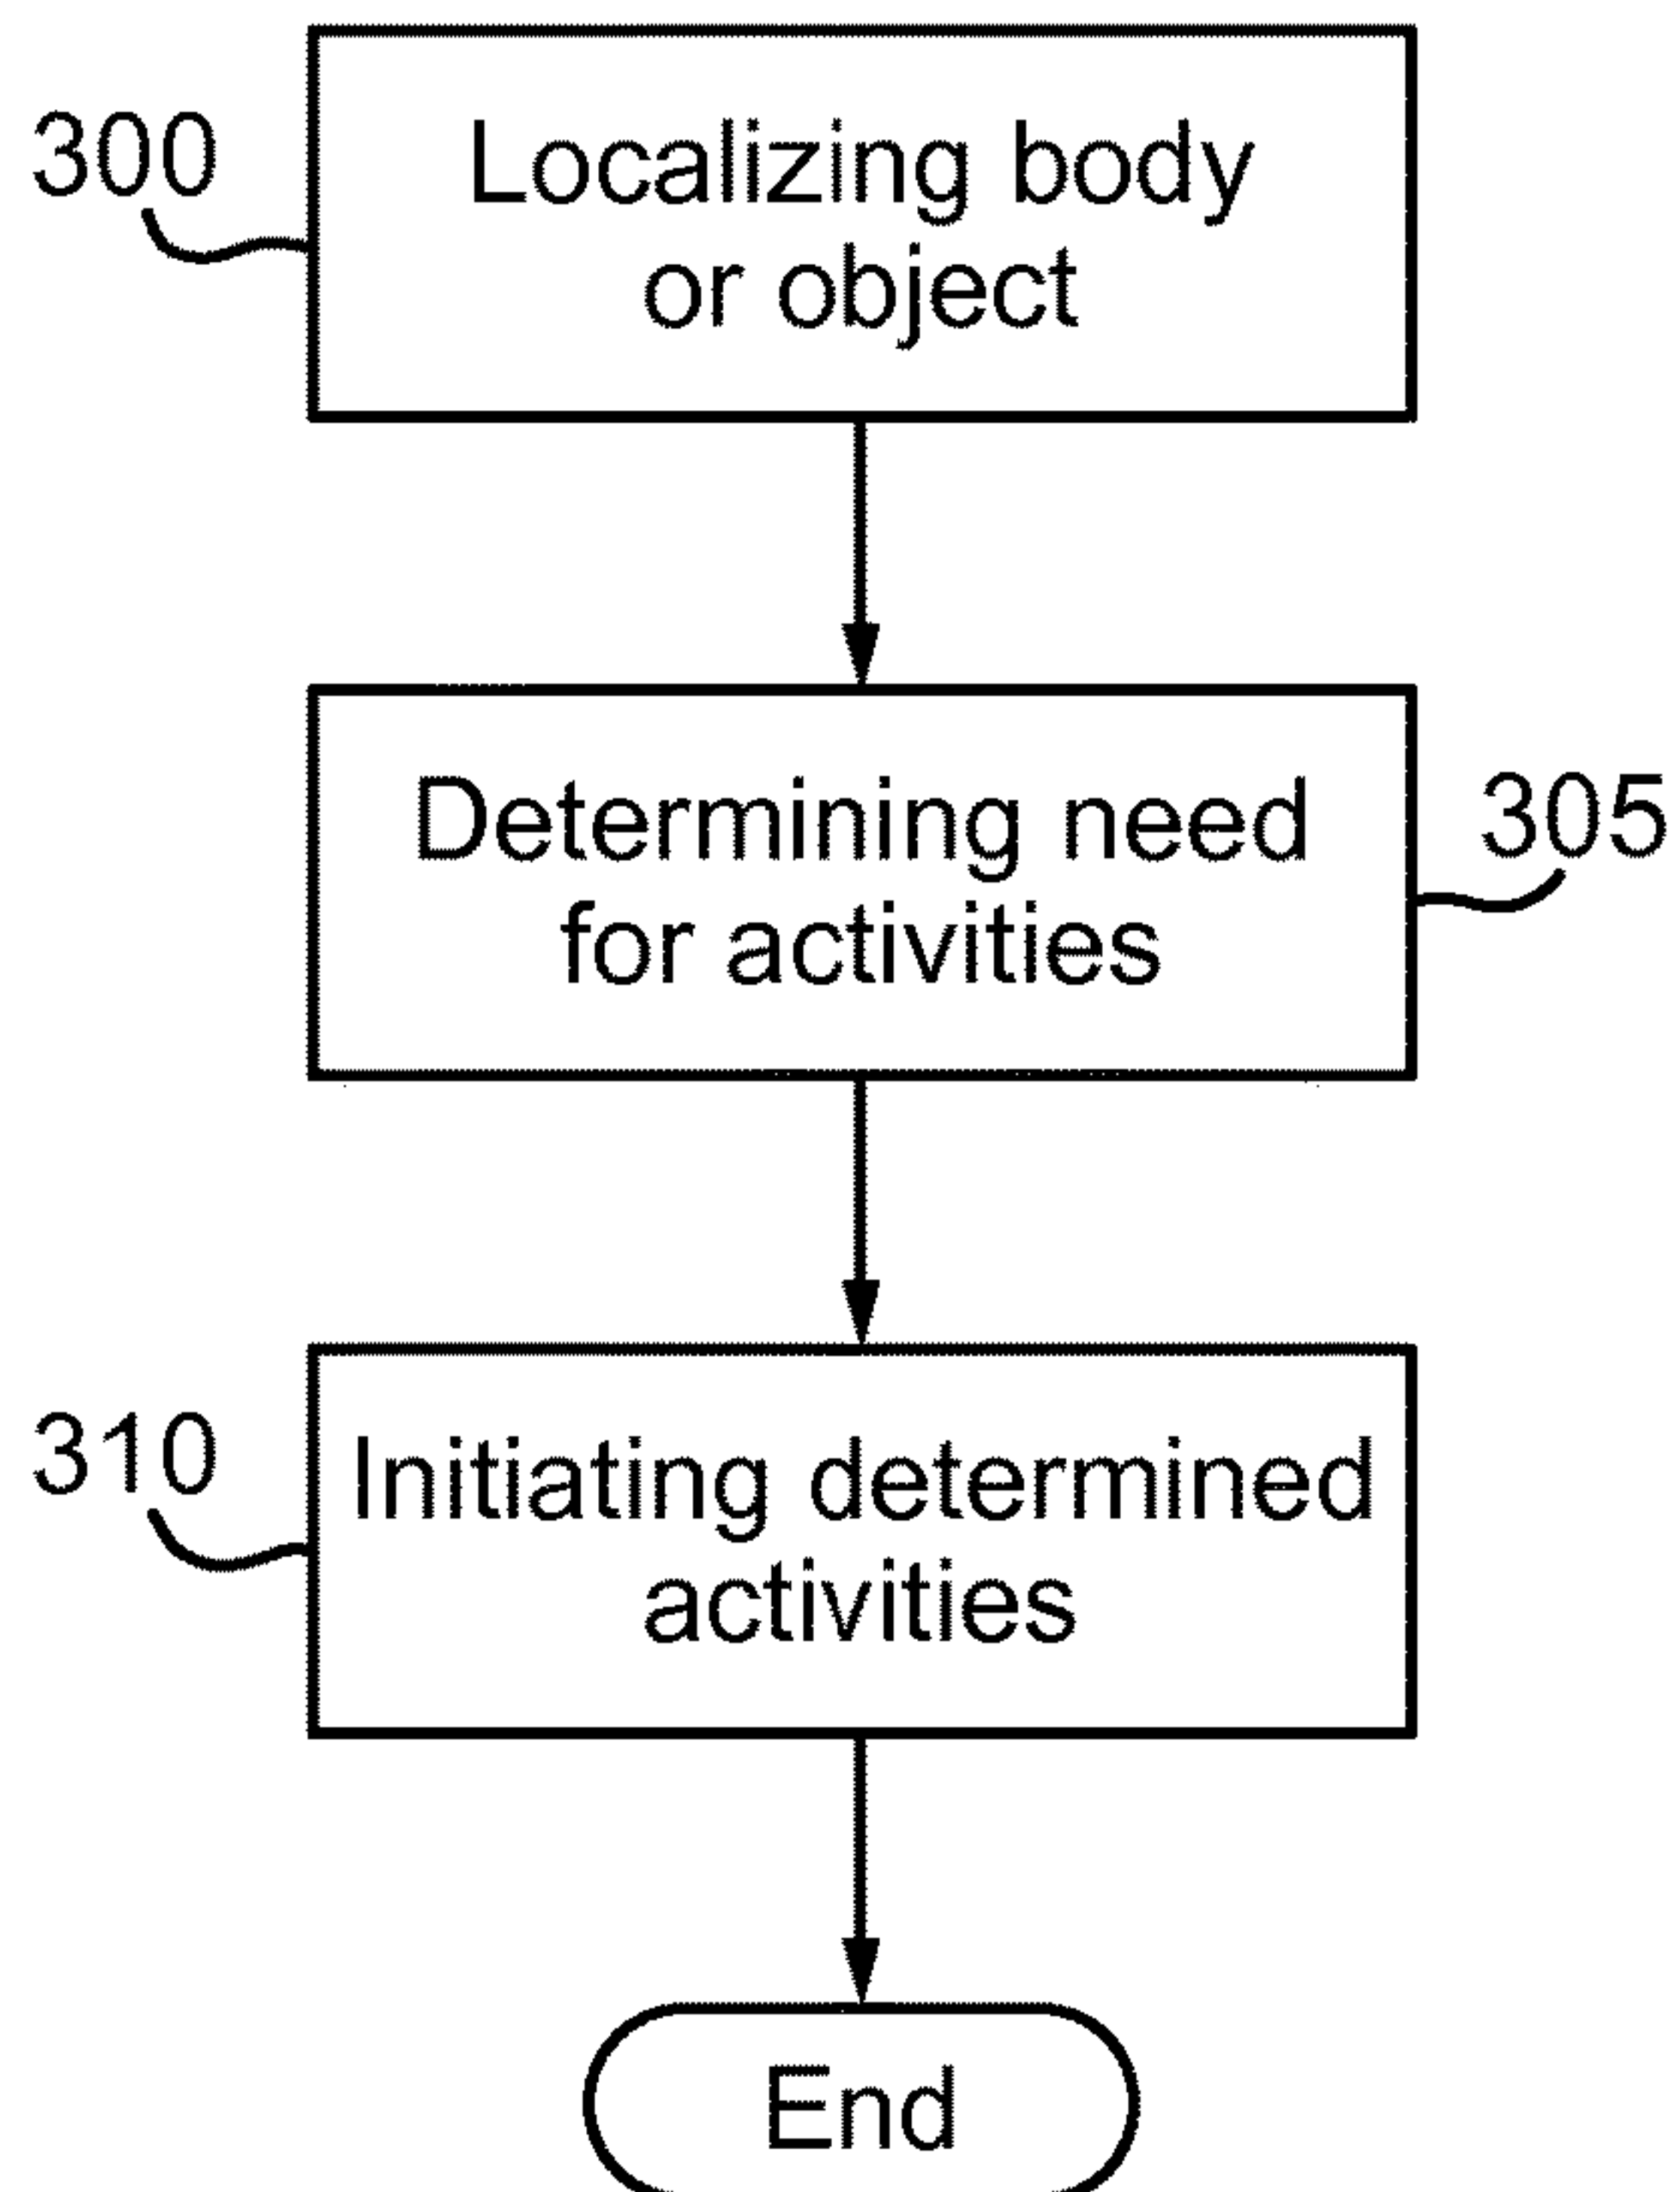 300
Localizing body
or object
Determining need
for activities
305
310
Initiating determined
activities
End